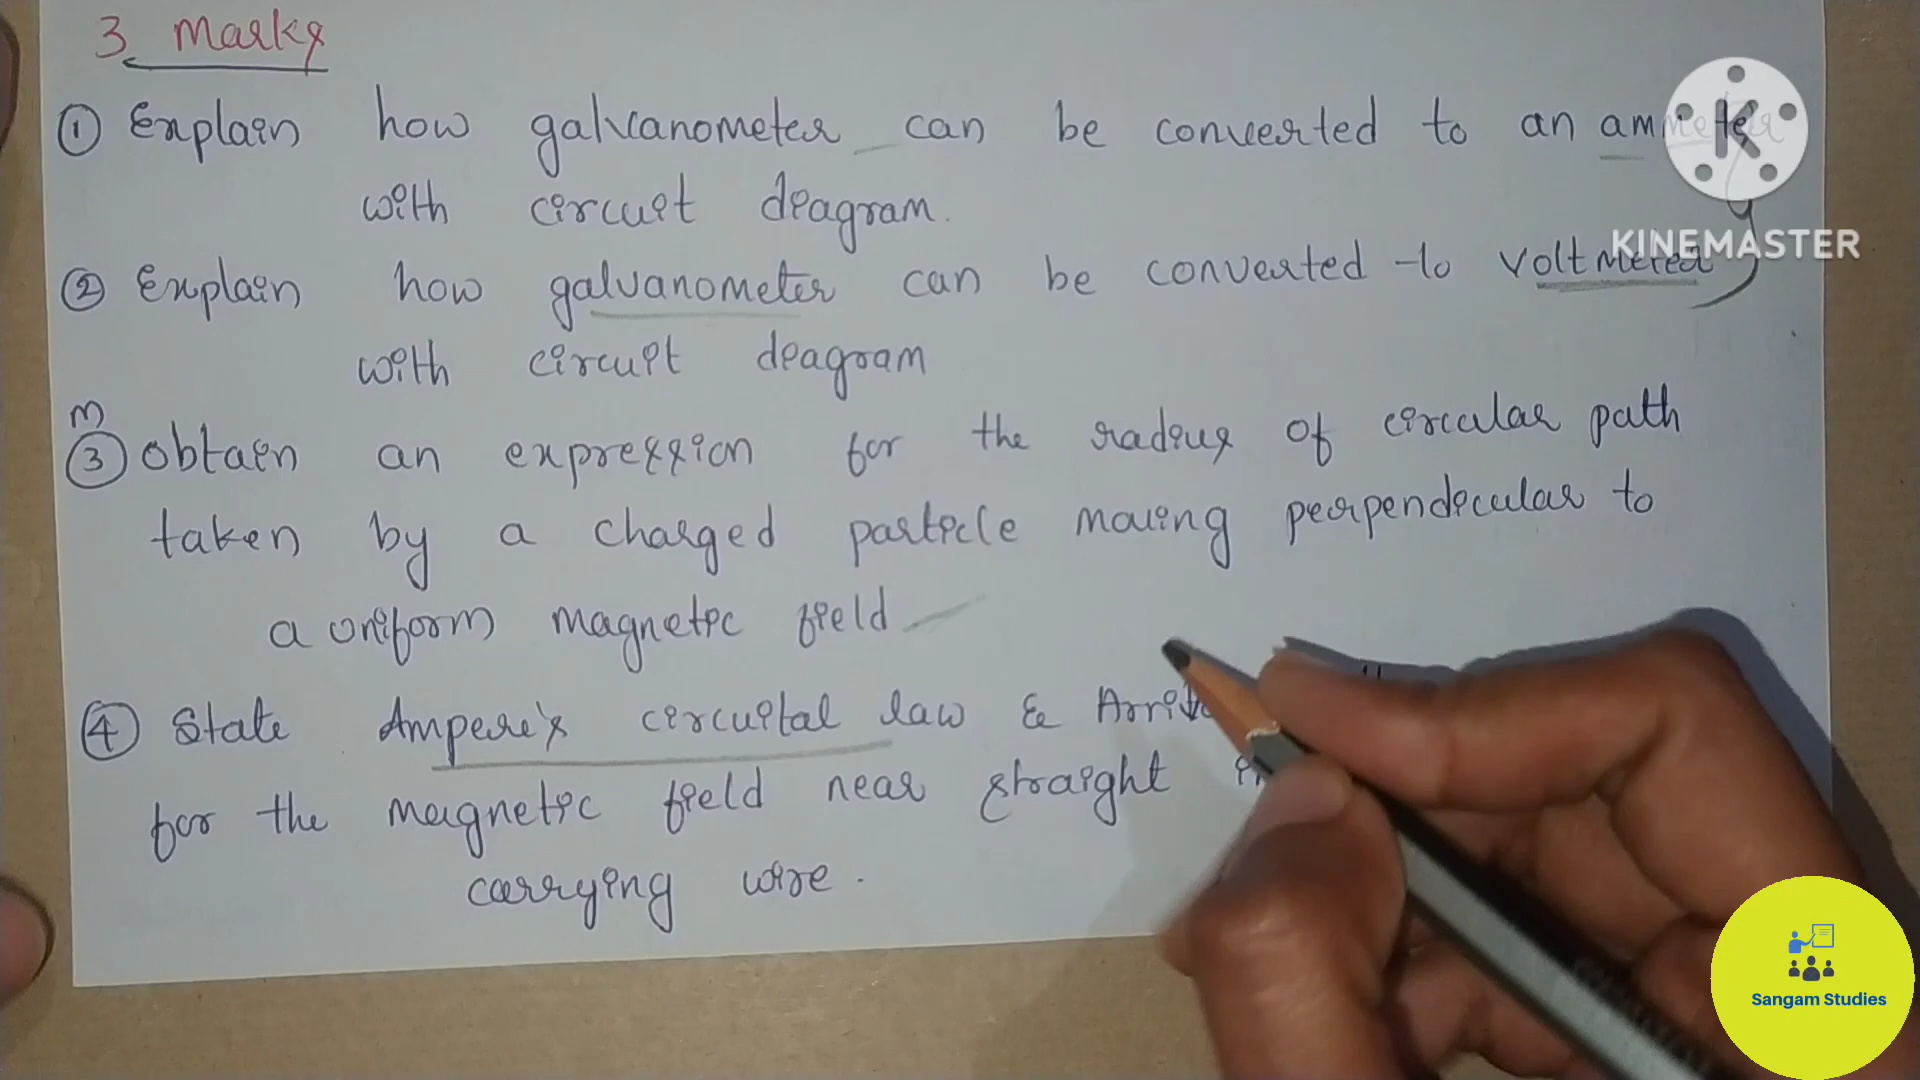 3 Marks
① Explain how galvanometer can be converted to an ammeter
with circuit diagram.
② Explain how galvanometer can be converted to voltmeter
with circuit diagram
M
③ obtain an expression for the radius of circular path
taken by a charged particle moving perpendicular to
a uniform magnetic field
④ State Ampere's circuital law &
for the magnetic field near straight
carrying wire.
K
KINEMASTER
Sangam Studies